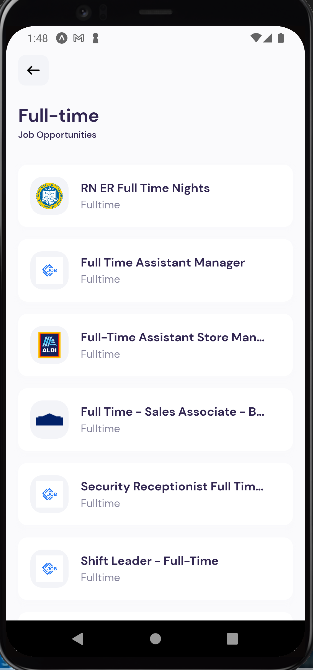 1:48
Full-time
Job Opportunities
RN ER Full Time Nights
Fulltime
Full Time Assistant Manager
Fulltime
ALDI
Full-Time Assistant Store Man...
Fulltime
Full Time - Sales Associate - B...
Fulltime
Security Receptionist Full Tim...
Fulltime
Shift Leader - Full-Time
Fulltime